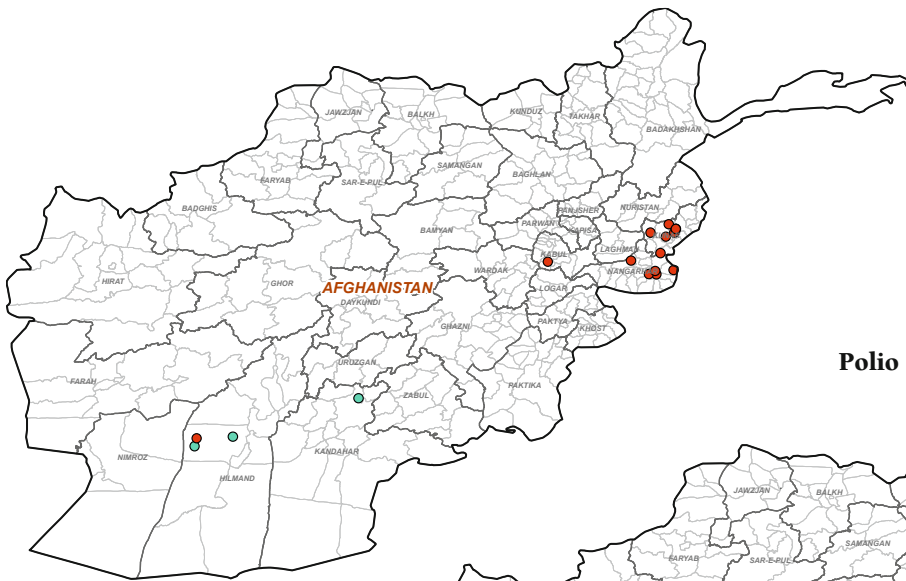 JAWZJAN
BALKH
KUNDUZ
TAKHAR
BADAKHSHAN
FARYAB
SAR-E-PUL
SAMANGAN
BAGHLAN
BADGHIS
PANJSHER
NURISTAN
PARWAN
KAPISA
BAMYAN
LAGHMAN
KABUL
WARDAK
NANGARHAR
HIRAT
GHOR
AFGHANISTAN
LOGAR
DAYKUNDI
PAKTYA
KHOST
GHAZNI
URUZGAN
FARAH
ZABUL
PAKTIKA
Polio
KANDAHAR
NIMROZ
HILMAND
JAWZJAN
BALKH
SAMANGAN
FARYAB
SAR-E-PUL